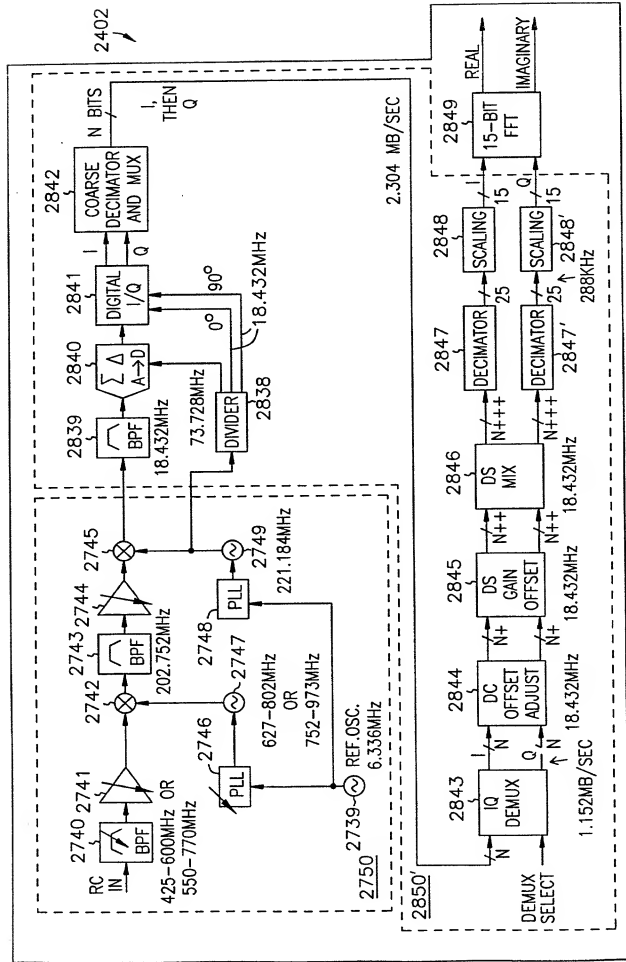 2402
RC
IN
2740
BPF
425-600MHz OR
550-770MHz
2741
2742
2743
BPF
202.752MHz
2744
2745
2746
PLL
2747
627-802MHz
OR
752-973MHz
2748
PLL
2749
221.184MHz
REF.OSC.
6.336MHz
2739
2750
2839
BPF
18.432MHz
2840
Σ Δ
A→D
73.728MHz
DIVIDER
2838
2841
DIGITAL
I/Q
0°
90°
18.432MHz
I
Q
2842
COARSE
DECIMATOR
AND MUX
N BITS
I,
THEN
Q
2.304 MB/SEC
2850'
N
DEMUX
SELECT
2843
IQ
DEMUX
I
N
Q
N
1.152MB/SEC
2844
DC
OFFSET
ADJUST
18.432MHz
N+
N+
2845
DS
GAIN
OFFSET
18.432MHz
N++
N++
2846
DS
MIX
18.432MHz
N+++
N+++
2847
DECIMATOR
DECIMATOR
2847'
25
25
288KHz
2848
SCALING
SCALING
2848'
I
15
Q
15
2849
15-BIT
FFT
REAL
IMAGINARY